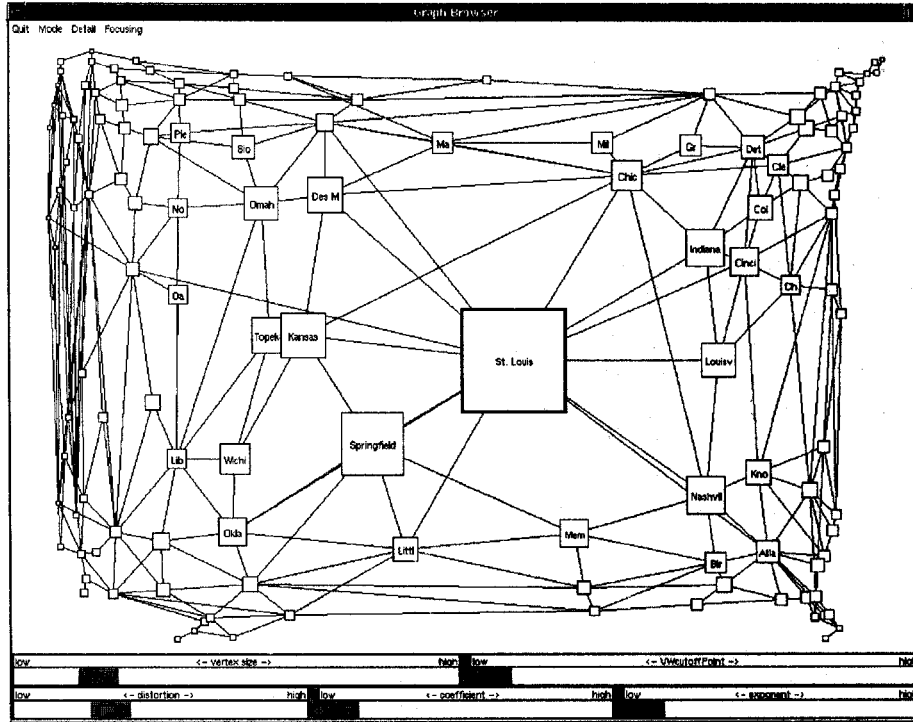 Graph Browser
Quit Mode Detail Focusing
Ma
Mil
Gr
Det
Pie
Sio
Cle
Chic
No
Omah
Des M
Col
Indiana
Cinci
Ch
Oa
Topek
Kansas
St. Louis
Louisv
Springfield
Lib
Wichi
Kno
Nashvil
Okla
Littl
Mem
Bir
Atla
low <- vertex size -> high low <- VWcutoffPoint -> high
low <- distortion -> high low <- coefficient -> high low <- exponent -> high